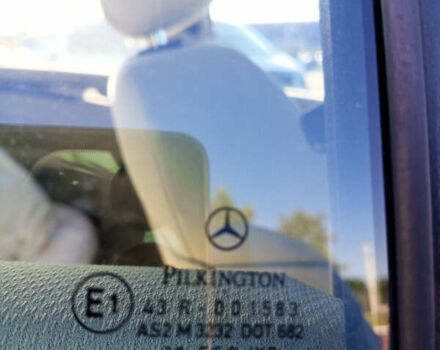 PILKINGTON
E1 43 R 001583
AS2 M3232 DOT 682